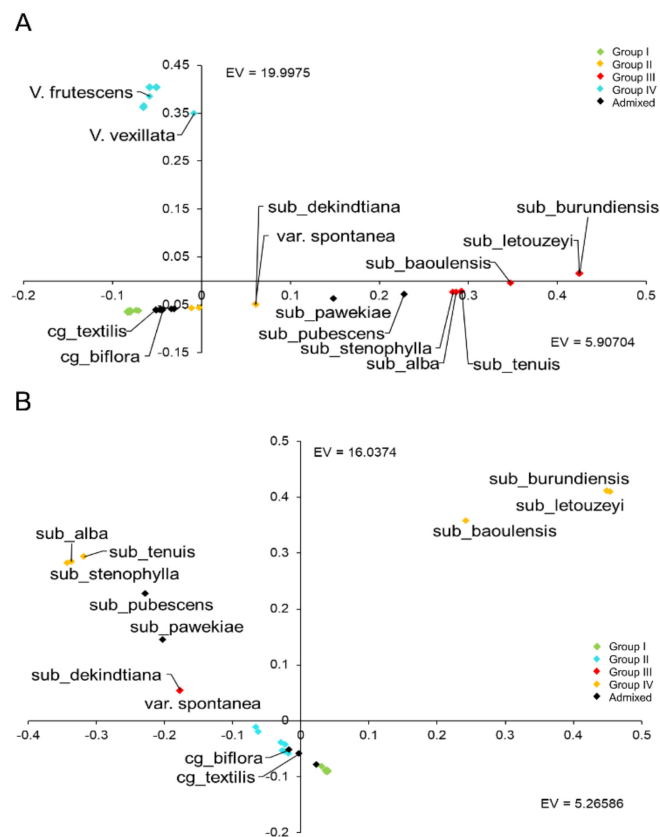 A
EV = 19.9975
Group I
Group II
Group III
Group IV
Admixed
0.45
0.35
0.25
0.15
0.05
-0.05
-0.15
V. frutescens
V. vexillata
sub_dekindtiana
var. spontanea
sub_burundiensis
sub_letouzeyi
sub_baoulensis
-0.2 -0.1 0 0.1 0.2 0.3 0.4 0.5
sub_pawekiae
sub_pubescens
sub_stenophylla
sub_alba
sub_tenuis
cg_textilis
cg_biflora
EV = 5.90704
B
EV = 16.0374
0.5
0.4
0.3
0.2
0.1
0
-0.1
-0.2
sub_burundiensis
sub_letouzeyi
sub_baoulensis
sub_alba
sub_tenuis
sub_stenophylla
sub_pubescens
sub_pawekiae
sub_dekindtiana
var. spontanea
Group I
Group II
Group III
Group IV
Admixed
-0.4 -0.3 -0.2 -0.1 0 0.1 0.2 0.3 0.4 0.5
cg_biflora
cg_textilis
EV = 5.26586